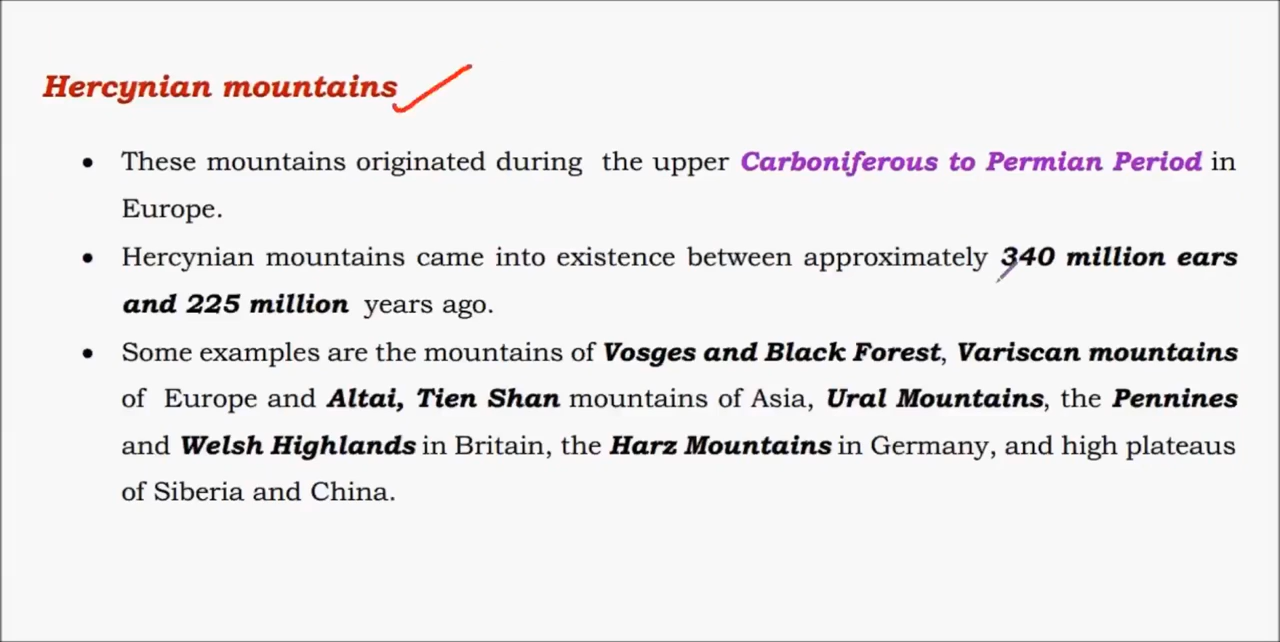 Hercynian mountains
• These mountains originated during the upper Carboniferous to Permian Period in
Europe.
• Hercynian mountains came into existence between approximately 340 million ears
and 225 million years ago.
• Some examples are the mountains of Vosges and Black Forest, Variscan mountains
of Europe and Altai, Tien Shan mountains of Asia, Ural Mountains, the Pennines
and Welsh Highlands in Britain, the Harz Mountains in Germany, and high plateaus
of Siberia and China.